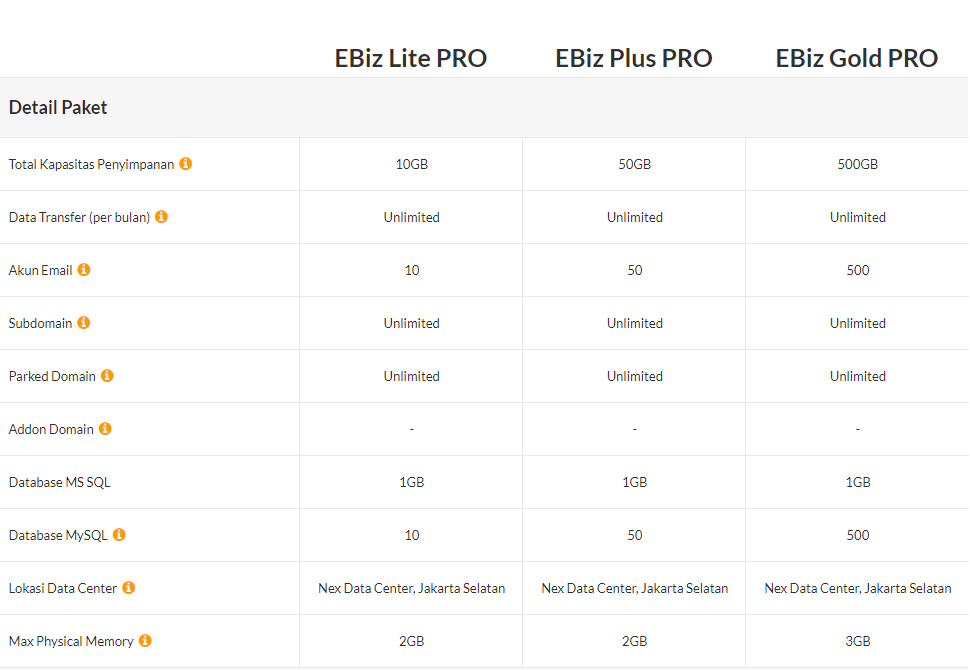 EBiz Lite PRO EBiz Plus PRO EBiz Gold PRO
Detail Paket
Total Kapasitas Penyimpanan 10GB 50GB 500GB
Data Transfer (per bulan) Unlimited Unlimited Unlimited
Akun Email 10 50 500
Subdomain Unlimited Unlimited Unlimited
Parked Domain Unlimited Unlimited Unlimited
Addon Domain - - -
Database MS SQL 1GB 1GB 1GB
Database MySQL 10 50 500
Lokasi Data Center Nex Data Center, Jakarta Selatan Nex Data Center, Jakarta Selatan Nex Data Center, Jakarta Selatan
Max Physical Memory 2GB 2GB 3GB